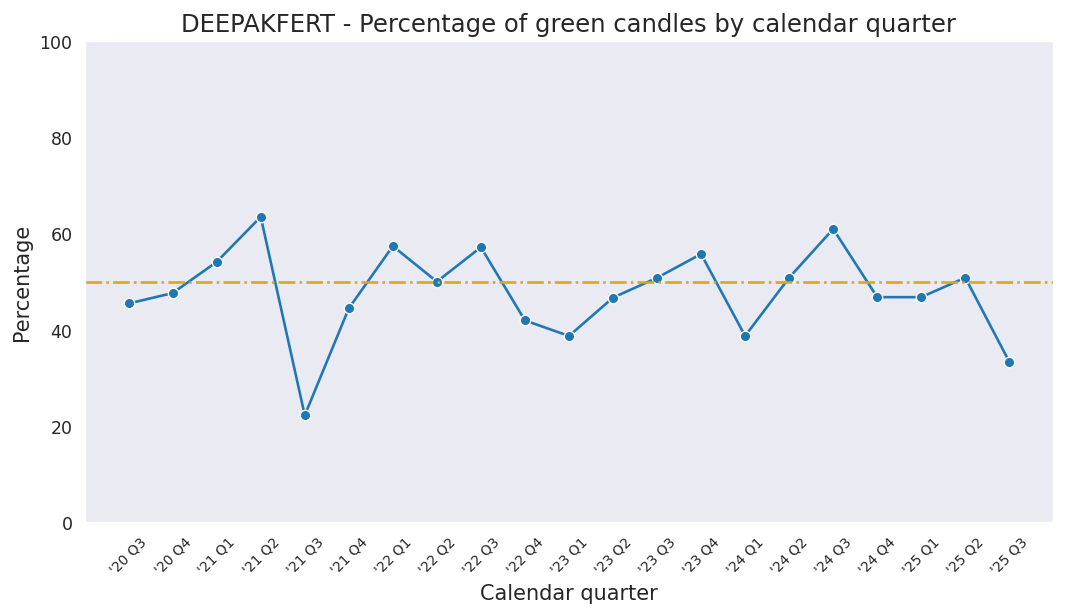 DEEPAKFERT - Percentage of green candles by calendar quarter
Percentage
100
80
60
40
20
0
'20 Q3
'20 Q4
'21 Q1
'21 Q2
'21 Q3
'21 Q4
'22 Q1
'22 Q2
'22 Q3
'22 Q4
'23 Q1
'23 Q2
'23 Q3
'23 Q4
'24 Q1
'24 Q2
'24 Q3
'24 Q4
'25 Q1
'25 Q2
'25 Q3
Calendar quarter